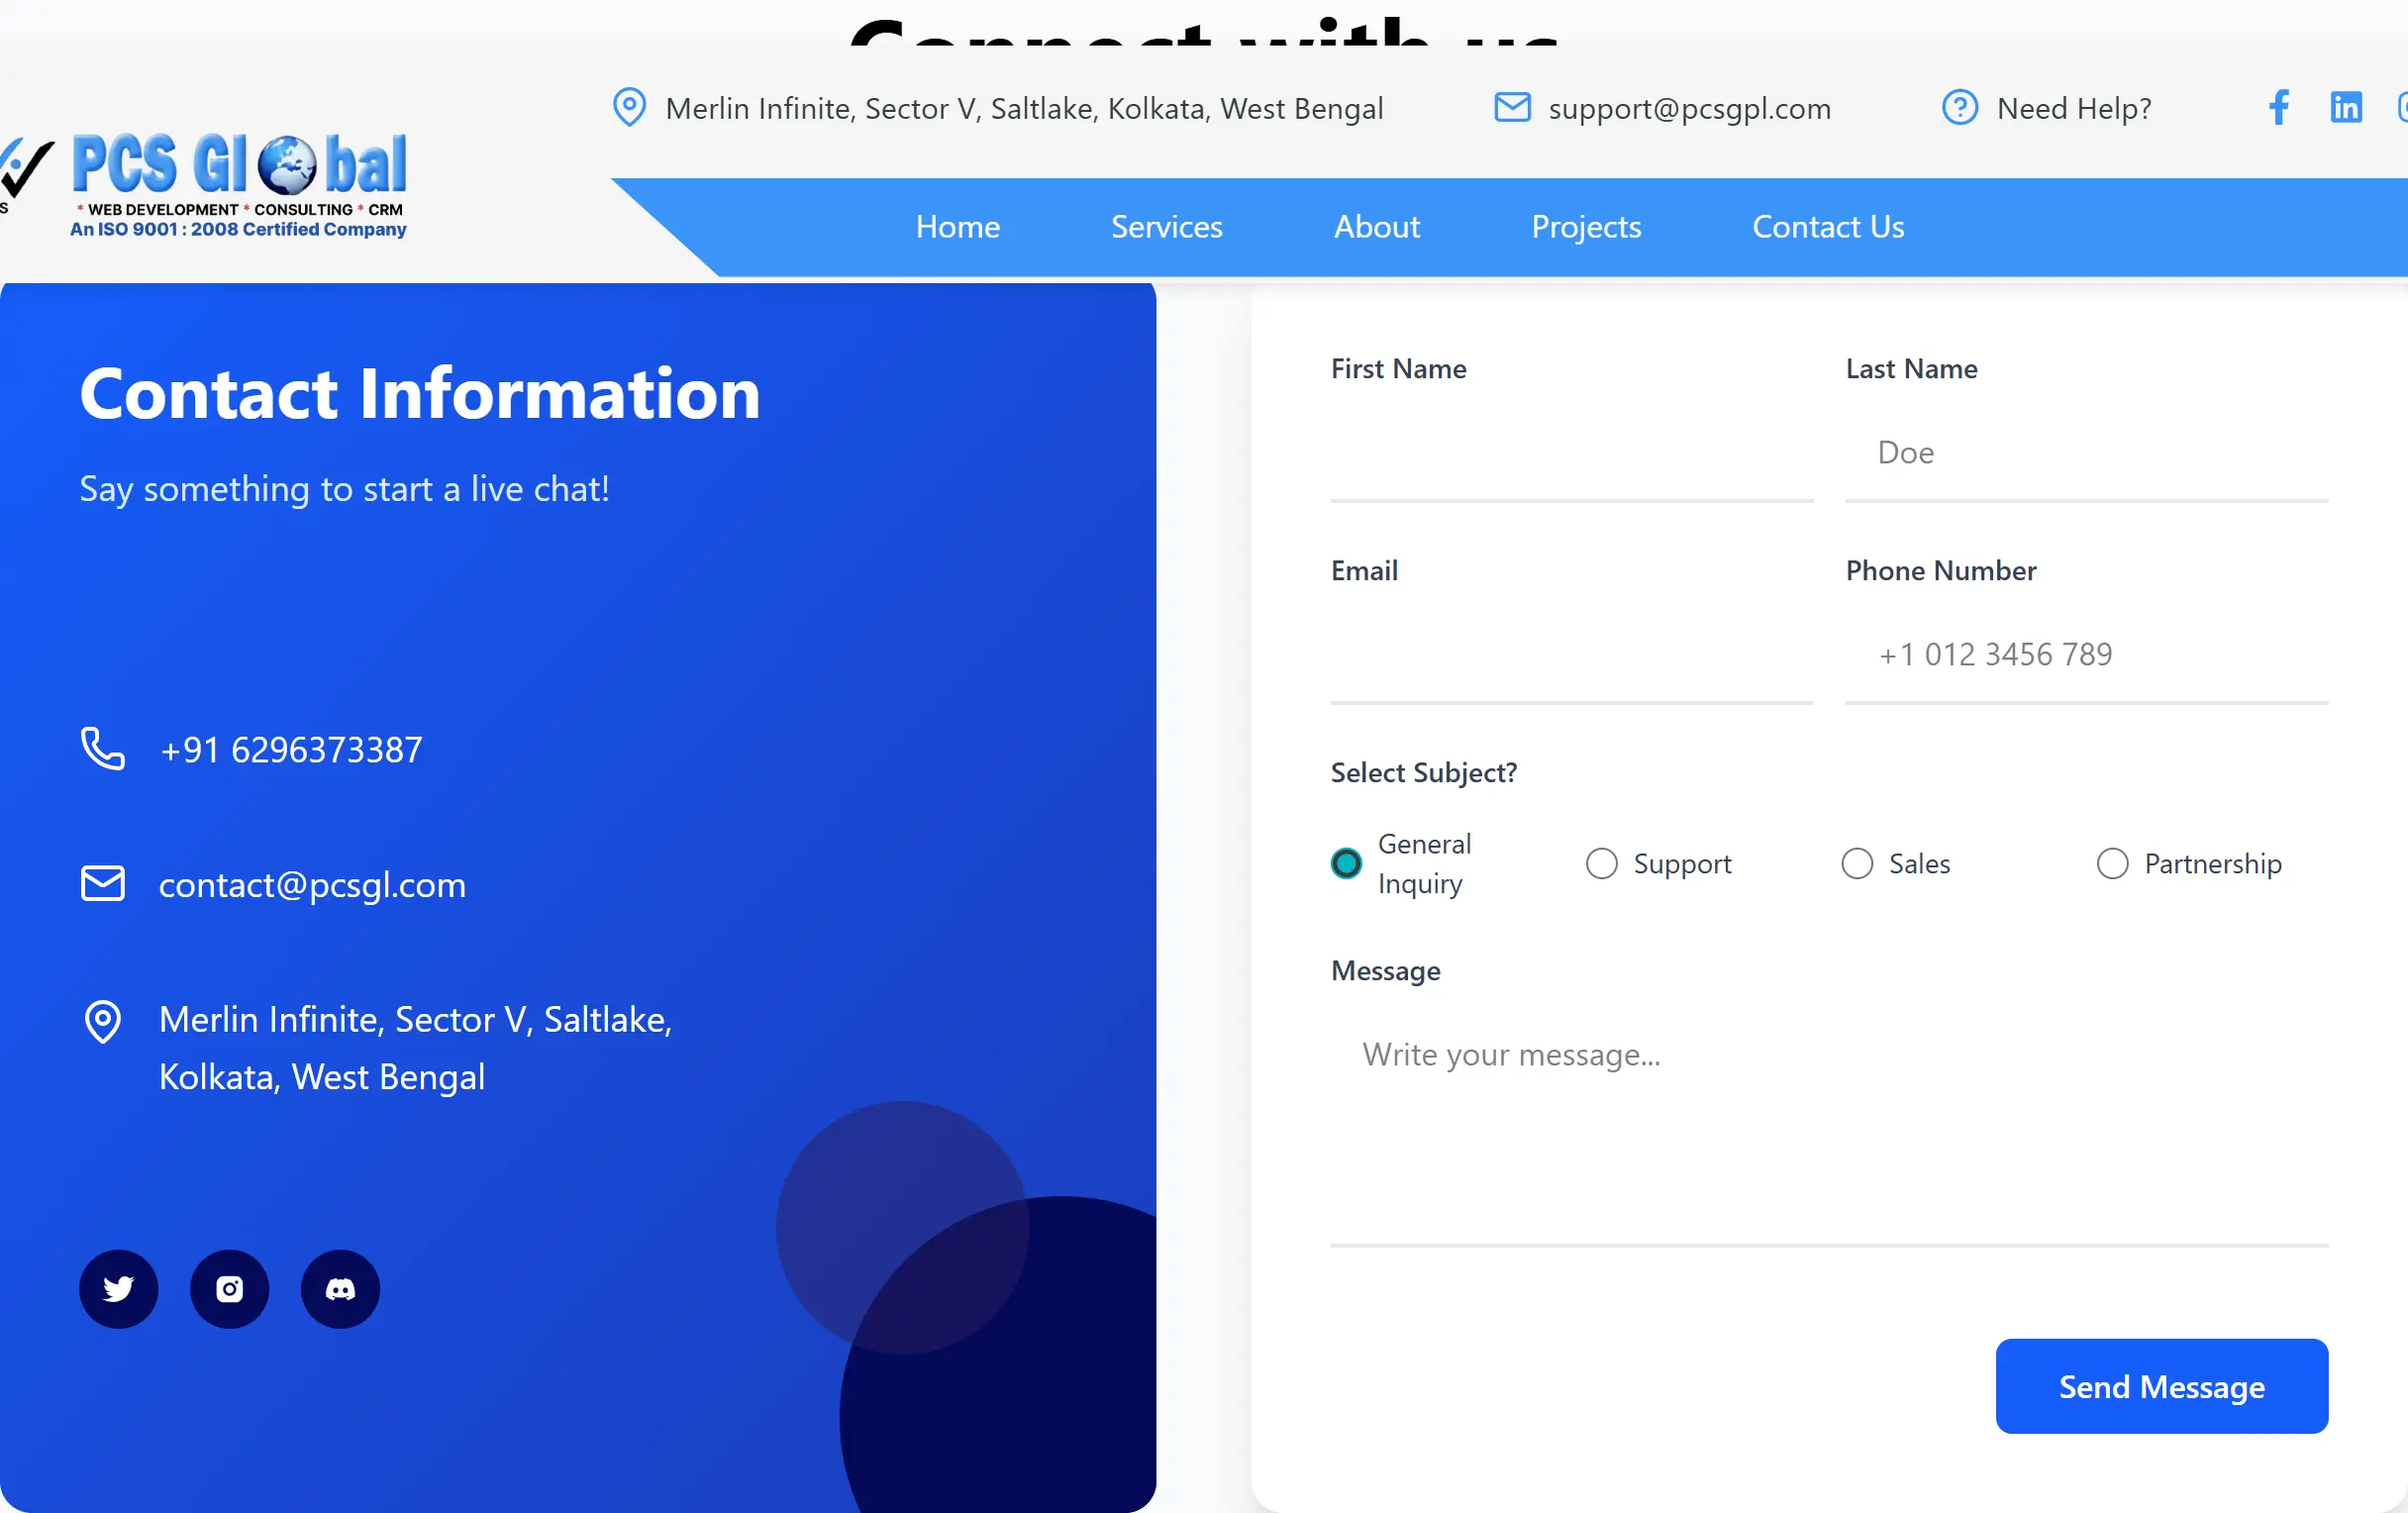 Connect with us
Merlin Infinite, Sector V, Saltlake, Kolkata, West Bengal
support@pcsgpl.com
Need Help?
PCS Global
* WEB DEVELOPMENT * CONSULTING * CRM
An ISO 9001 : 2008 Certified Company
S
Home
Services
About
Projects
Contact Us
Contact Information
Say something to start a live chat!
+91 6296373387
contact@pcsgl.com
Merlin Infinite, Sector V, Saltlake,
Kolkata, West Bengal
First Name
Last Name
Doe
Email
Phone Number
+1 012 3456 789
Select Subject?
General
Inquiry
Support
Sales
Partnership
Message
Write your message...
Send Message